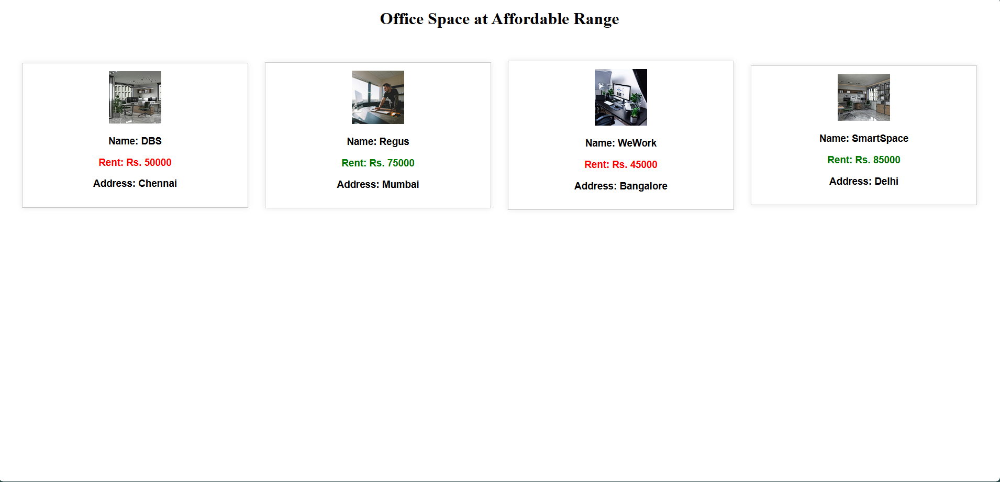 Office Space at Affordable Range
Name: DBS
Rent: Rs. 50000
Address: Chennai
Name: Regus
Rent: Rs. 75000
Address: Mumbai
Name: WeWork
Rent: Rs. 45000
Address: Bangalore
Name: SmartSpace
Rent: Rs. 85000
Address: Delhi